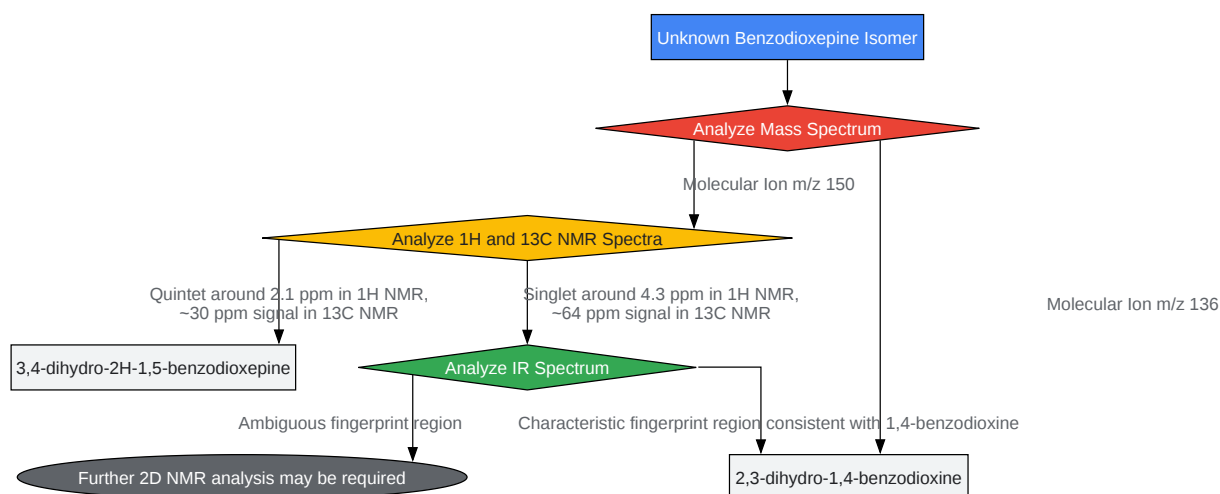 Unknown Benzodioxepine Isomer
Analyze Mass Spectrum
Molecular Ion m/z 150
Analyze 1H and 13C NMR Spectra
Quintet around 2.1 ppm in 1H NMR,
~30 ppm signal in 13C NMR
Singlet around 4.3 ppm in 1H NMR,
~64 ppm signal in 13C NMR
Molecular Ion m/z 136
3,4-dihydro-2H-1,5-benzodioxepine
Analyze IR Spectrum
Ambiguous fingerprint region
Characteristic fingerprint region consistent with 1,4-benzodioxine
Further 2D NMR analysis may be required
2,3-dihydro-1,4-benzodioxine